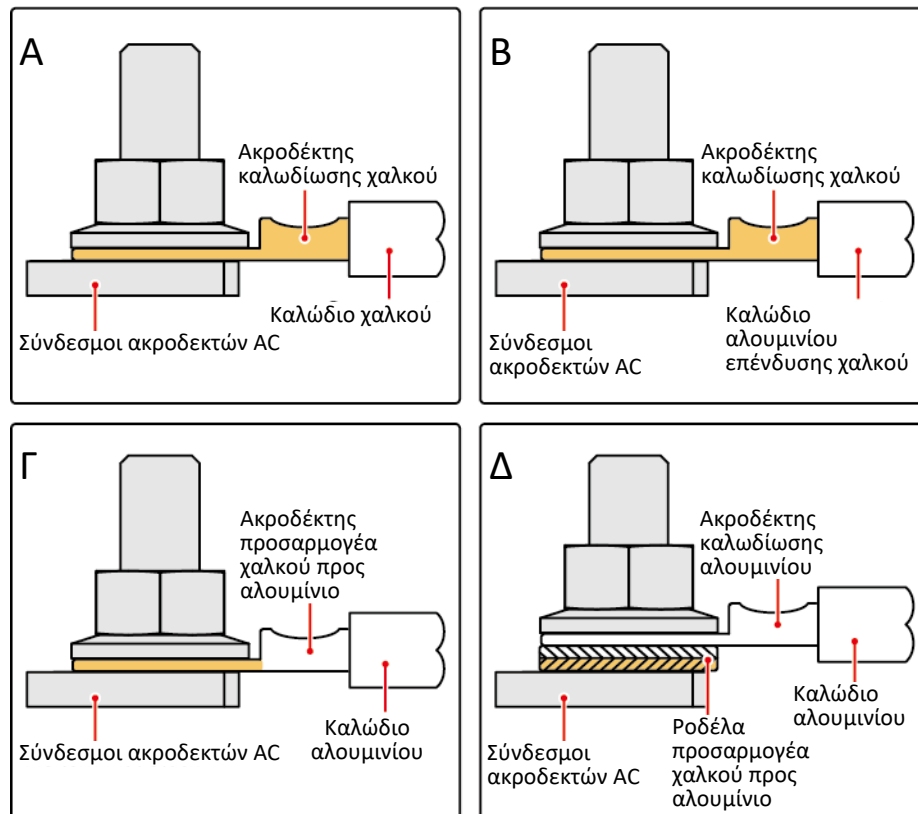 Α
Ακροδέκτης
καλωδίωσης χαλκού
Καλώδιο χαλκού
Σύνδεσμοι ακροδεκτών AC
Β
Ακροδέκτης
καλωδίωσης χαλκού
Καλώδιο
αλουμινίου
επένδυσης χαλκού
Σύνδεσμοι
ακροδεκτών AC
Γ
Ακροδέκτης
προσαρμογέα
χαλκού προς
αλουμίνιο
Καλώδιο
αλουμινίου
Σύνδεσμοι ακροδεκτών AC
Δ
Ακροδέκτης
καλωδίωσης
αλουμινίου
Καλώδιο
αλουμινίου
Ροδέλα
προσαρμογέα
χαλκού προς
αλουμίνιο
Σύνδεσμοι
ακροδεκτών AC